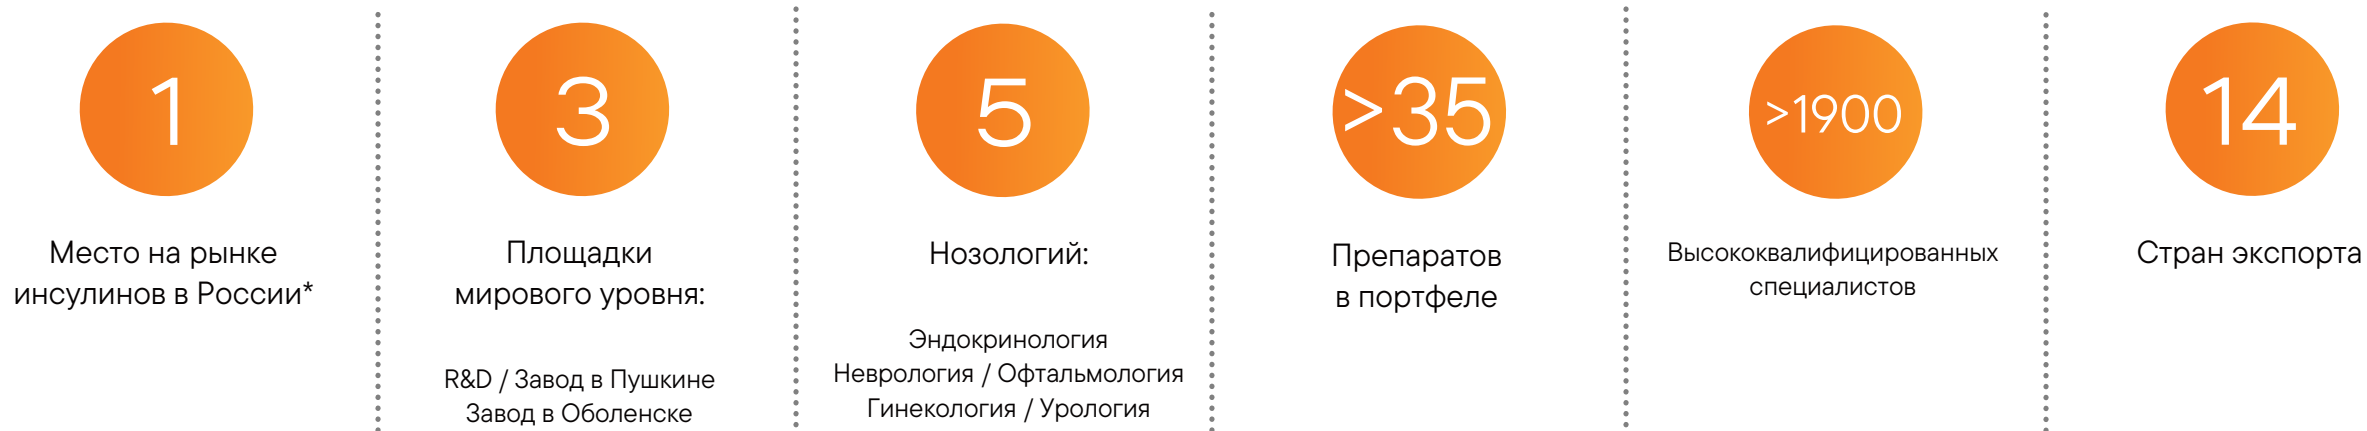 1
Место на рынке
инсулинов в России*
3
Площадки
мирового уровня:
R&D / Завод в Пушкине
Завод в Оболенске
5
Нозологий:
Эндокринология
Неврология / Офтальмология
Гинекология / Урология
>35
Препаратов
в портфеле
>1900
Высококвалифицированных
специалистов
14
Стран экспорта